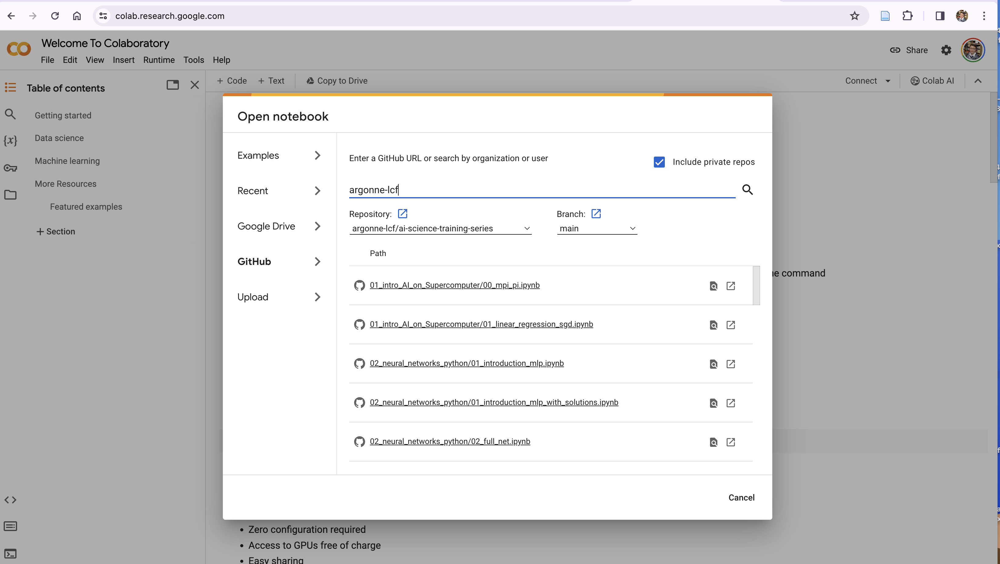 colab.research.google.com
Welcome To Colaboratory
File Edit View Insert Runtime Tools Help
Share
Table of contents
+ Code + Text Copy to Drive
Connect Colab AI
Getting started
Data science
Machine learning
More Resources
Featured examples
+ Section
{x}
Open notebook
Examples
Recent
Google Drive
GitHub
Upload
Enter a GitHub URL or search by organization or user
Include private repos
argonne-lcf
Repository: Branch:
argonne-lcf/ai-science-training-series main
Path
01_intro_AI_on_Supercomputer/00_mpi_pi.ipynb
01_intro_AI_on_Supercomputer/01_linear_regression_sgd.ipynb
02_neural_networks_python/01_introduction_mlp.ipynb
02_neural_networks_python/01_introduction_mlp_with_solutions.ipynb
02_neural_networks_python/02_full_net.ipynb
Cancel
command
Zero configuration required
Access to GPUs free of charge
Easy sharing